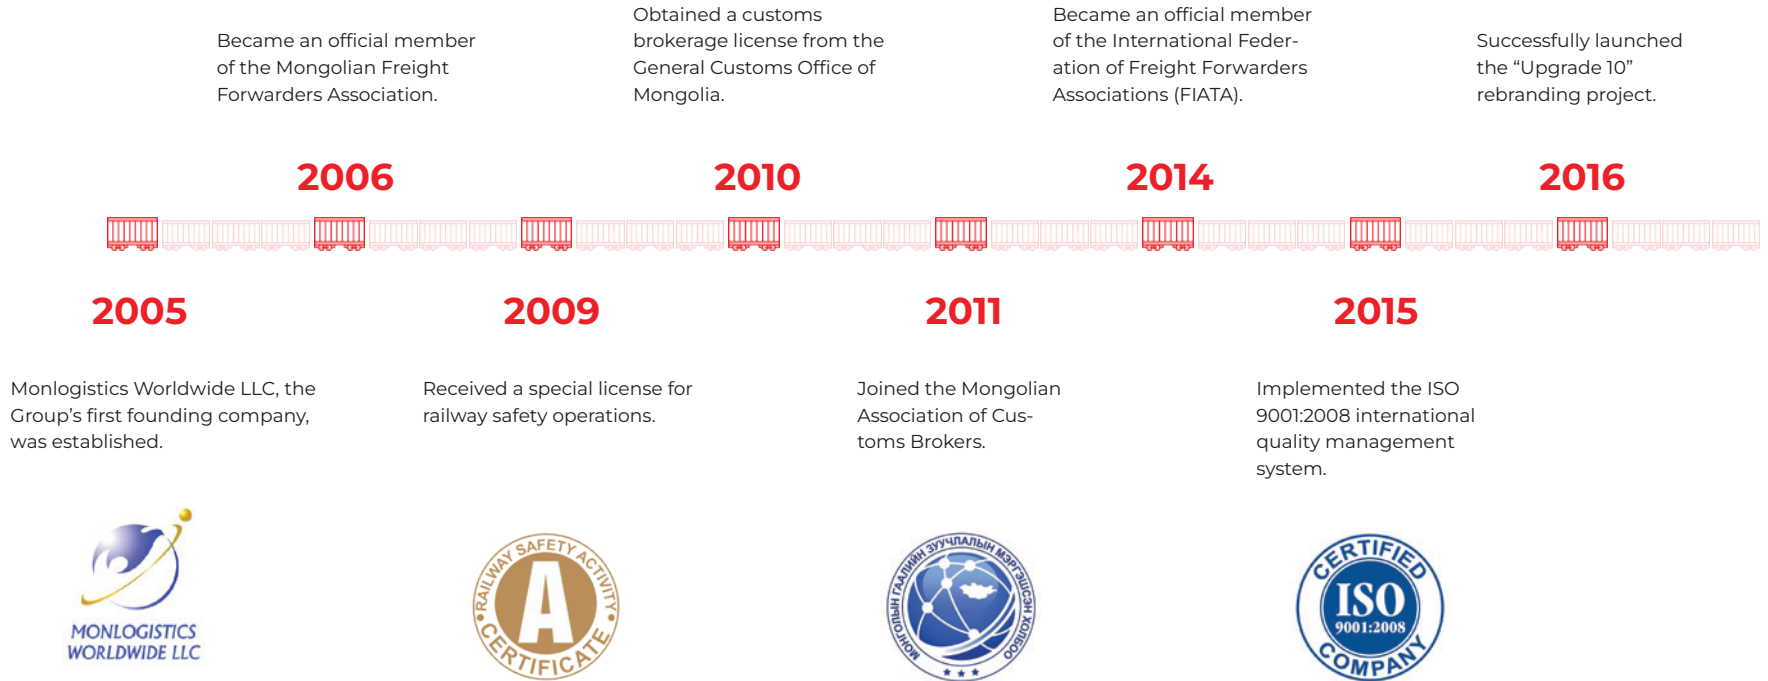 Became an official member
of the Mongolian Freight
Forwarders Association.
Obtained a customs
brokerage license from the
General Customs Office of
Mongolia.
Became an official member
of the International Feder-
ation of Freight Forwarders
Associations (FIATA).
Successfully launched
the “Upgrade 10”
rebranding project.
2006
2010
2014
2016
2005
2009
2011
2015
Monlogistics Worldwide LLC, the
Group’s first founding company,
was established.
Received a special license for
railway safety operations.
Joined the Mongolian
Association of Cus-
toms Brokers.
Implemented the ISO
9001:2008 international
quality management
system.
MONLOGISTICS
WORLDWIDE LLC
RAILWAY SAFETY ACTIVITY
A
CERTIFICATE
МОНГОЛЫН ГААЛИЙН ЗУУЧЛАЛЫН МЭРГЭШСЭН ХОЛБОО
CERTIFIED
ISO
9001:2008
COMPANY